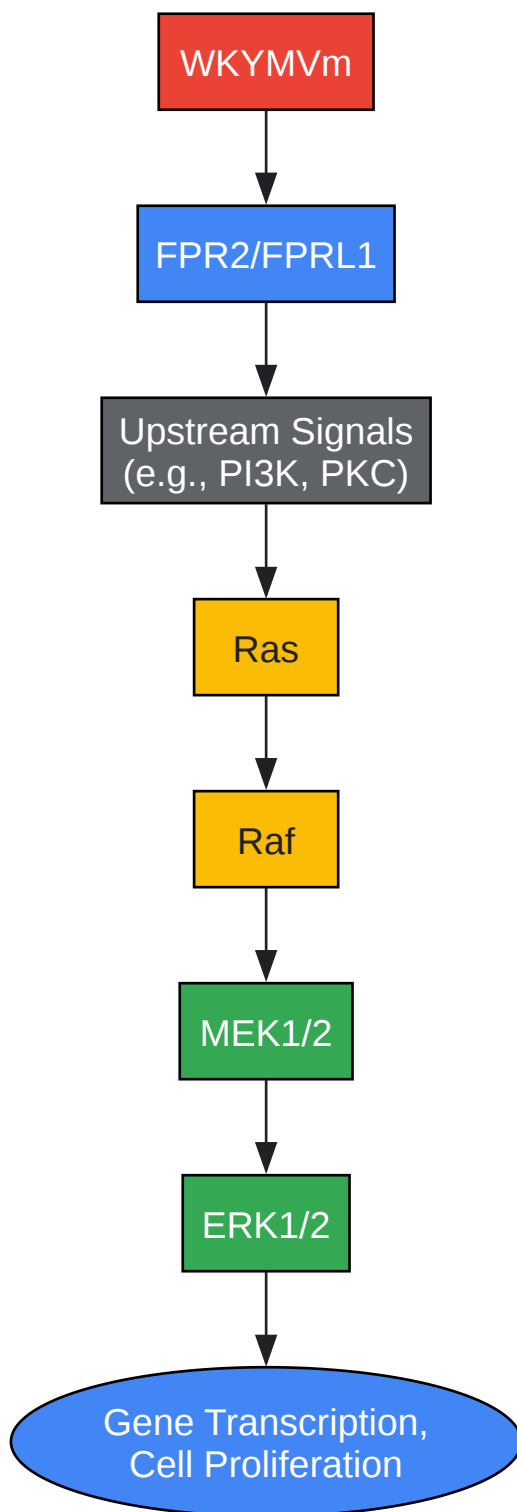 WKYMVm
FPR2/FPRL1
Upstream Signals
(e.g., PI3K, PKC)
Ras
Raf
MEK1/2
ERK1/2
Gene Transcription,
Cell Proliferation